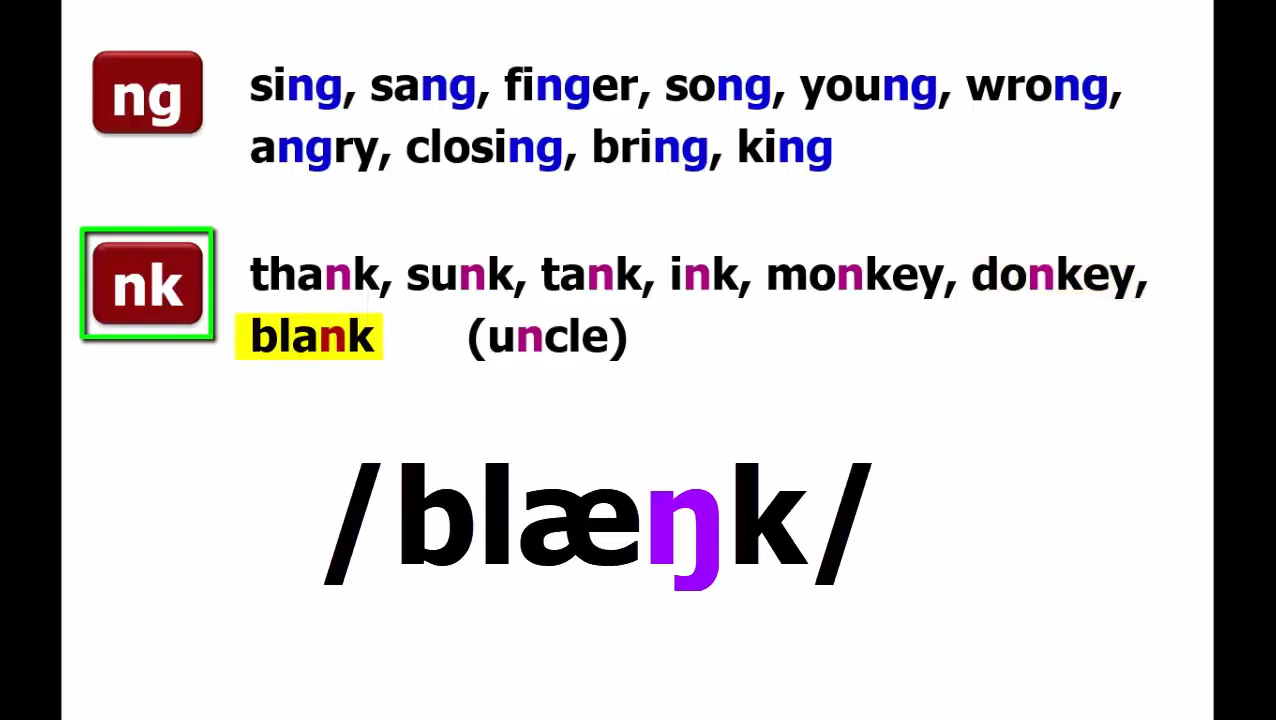 ng
sing, sang, finger, song, young, wrong,
angry, closing, bring, king
nk
thank, sunk, tank, ink, monkey, donkey,
blank (uncle)
/blæŋk/